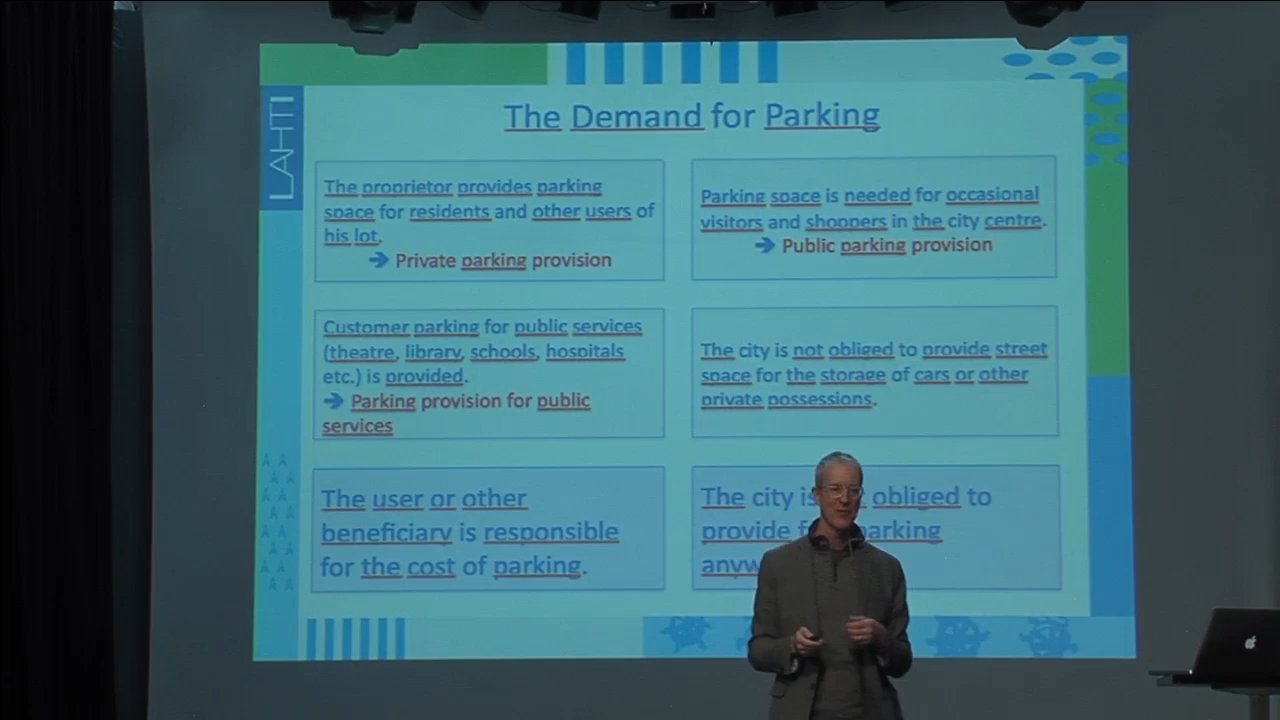 LAHTI
The Demand for Parking
The proprietor provides parking
space for residents and other users of
his lot.
➔ Private parking provision
Parking space is needed for occasional
visitors and shoppers in the city centre.
➔ Public parking provision
Customer parking for public services
(theatre, library, schools, hospitals
etc.) is provided.
➔ Parking provision for public
services
The city is not obliged to provide street
space for the storage of cars or other
private possessions.
The user or other
beneficiary is responsible
for the cost of parking.
The city is obliged to
provide parking